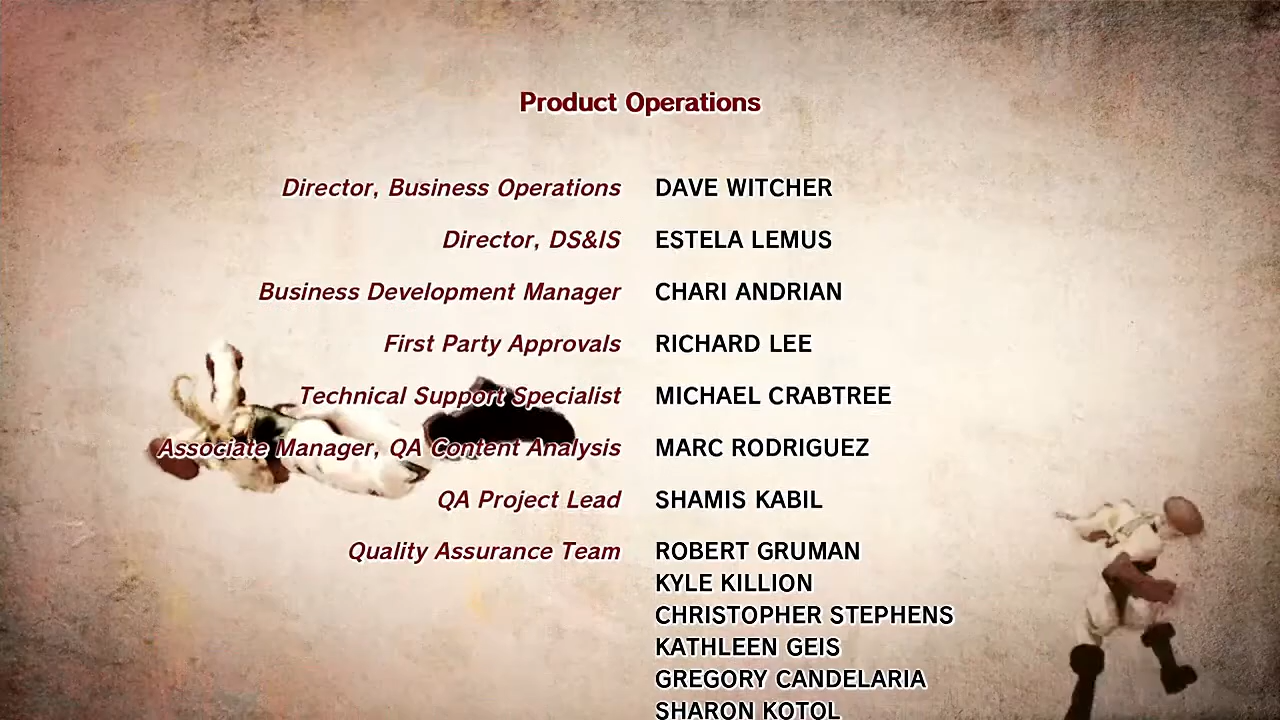 Product Operations
Director, Business Operations DAVE WITCHER
Director, DS&IS ESTELA LEMUS
Business Development Manager CHARI ANDRIAN
First Party Approvals RICHARD LEE
Technical Support Specialist MICHAEL CRABTREE
Associate Manager, QA Content Analysis MARC RODRIGUEZ
QA Project Lead SHAMIS KABIL
Quality Assurance Team ROBERT GRUMAN
KYLE KILLION
CHRISTOPHER STEPHENS
KATHLEEN GEIS
GREGORY CANDELARIA
SHARON KOTOL